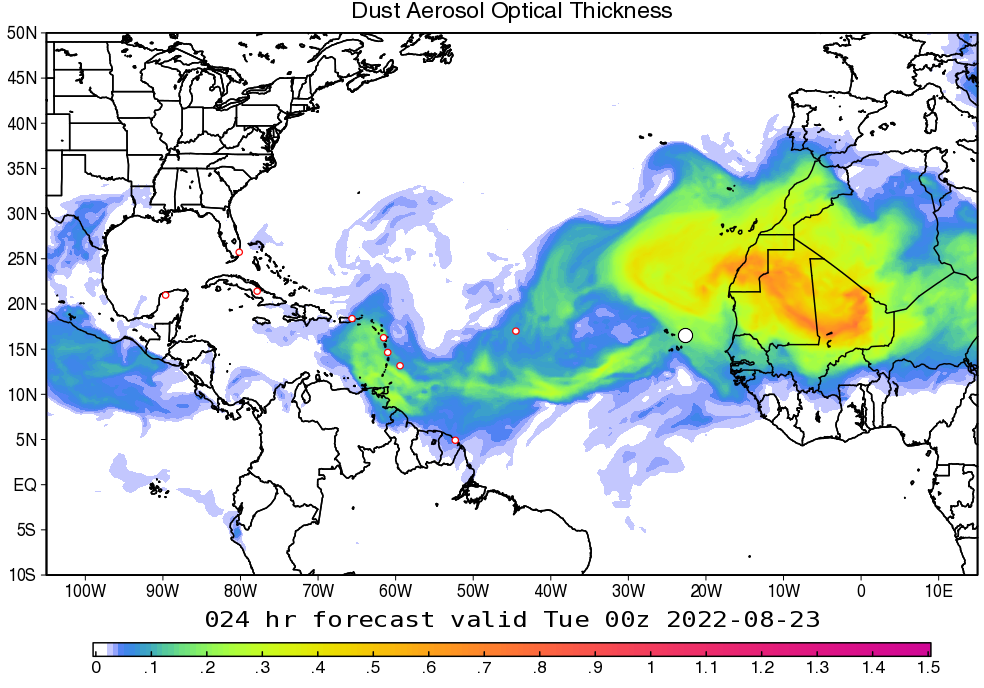 Dust Aerosol Optical Thickness
50N
45N
40N
35N
30N
25N
20N
15N
10N
5N
EQ
5S
10S
100W 90W 80W 70W 60W 50W 40W 30W 20W 10W 0 10E
024 hr forecast valid Tue 00z 2022-08-23
0 .1 .2 .3 .4 .5 .6 .7 .8 .9 1 1.1 1.2 1.3 1.4 1.5